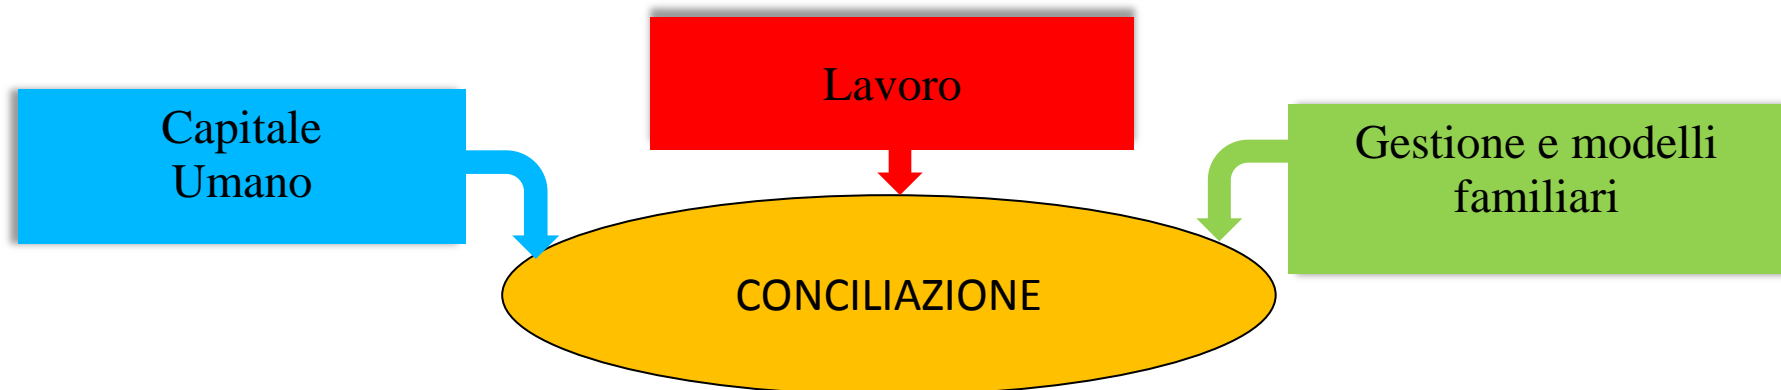 Lavoro
Capitale
Umano
Gestione e modelli
familiari
CONCILIAZIONE